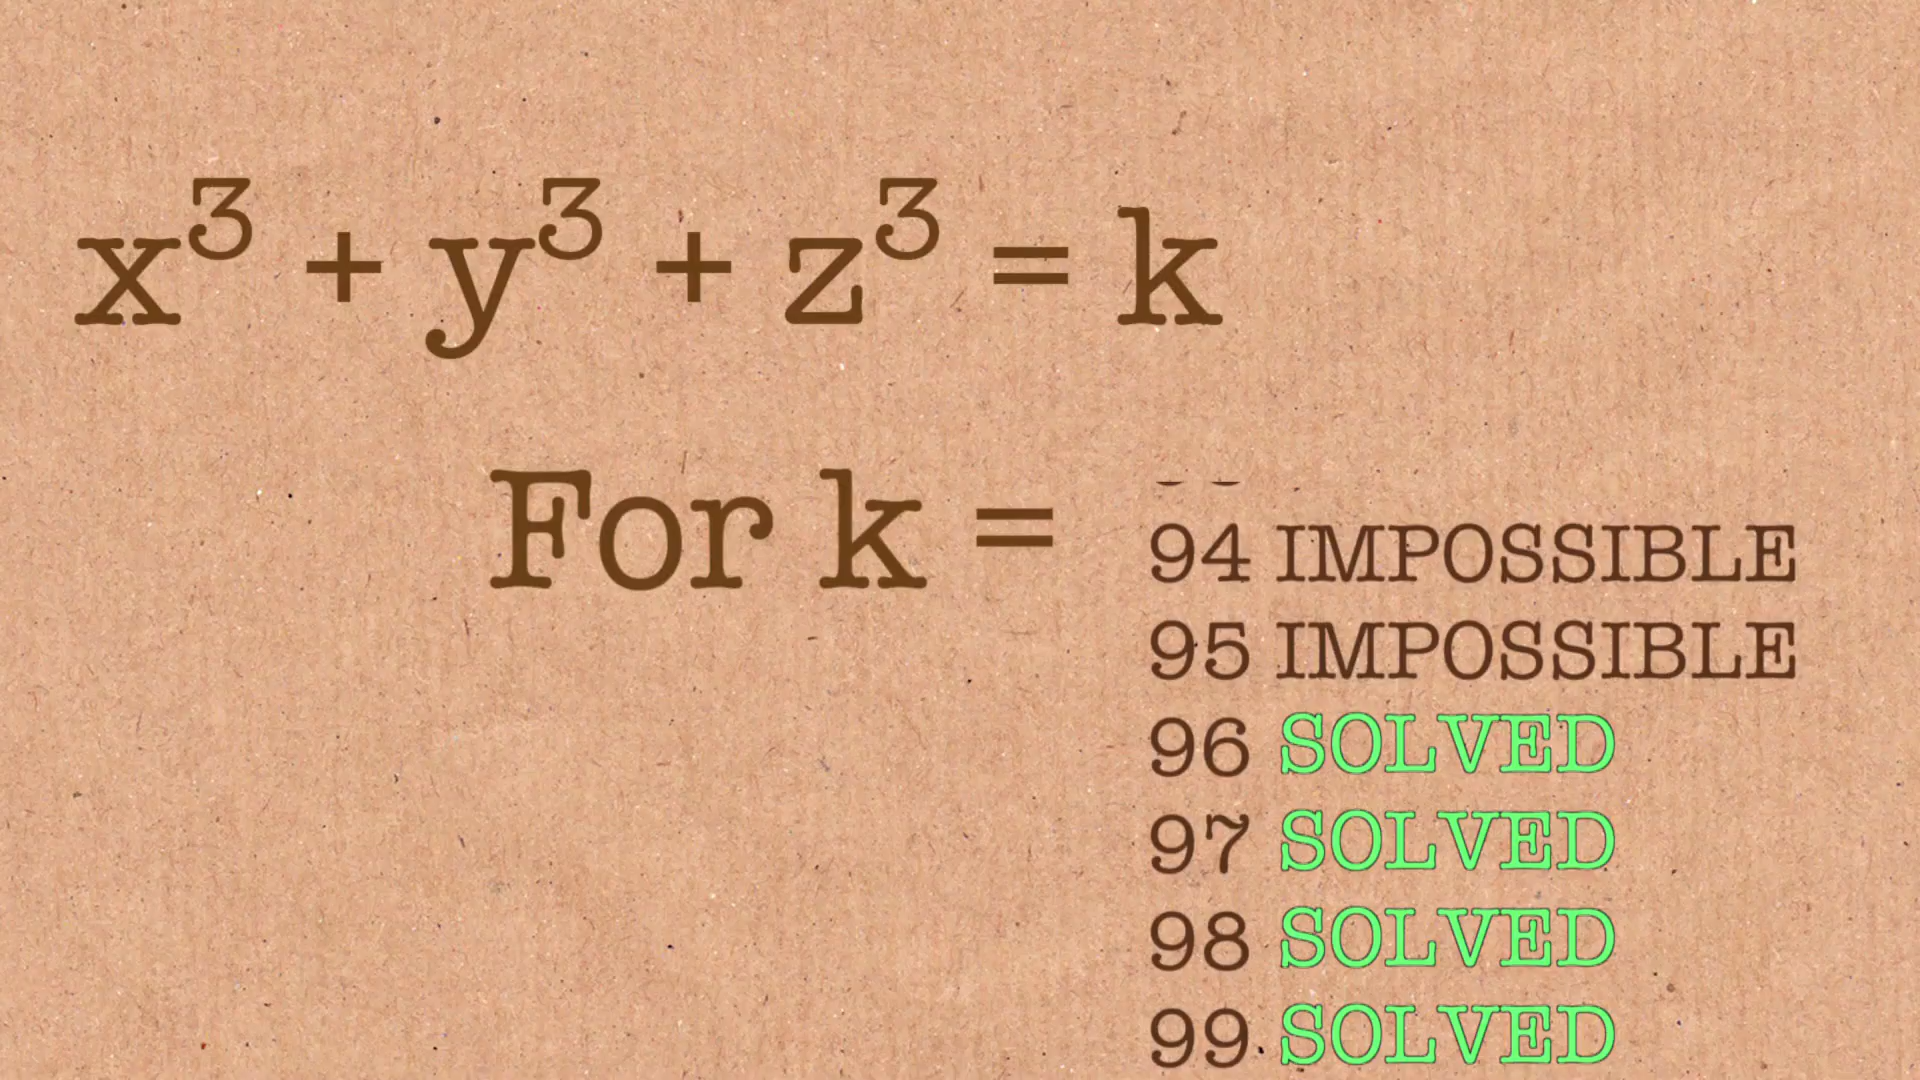 x³ + y³ + z³ = k
For k =
94 IMPOSSIBLE
95 IMPOSSIBLE
96 SOLVED
97 SOLVED
98 SOLVED
99 SOLVED